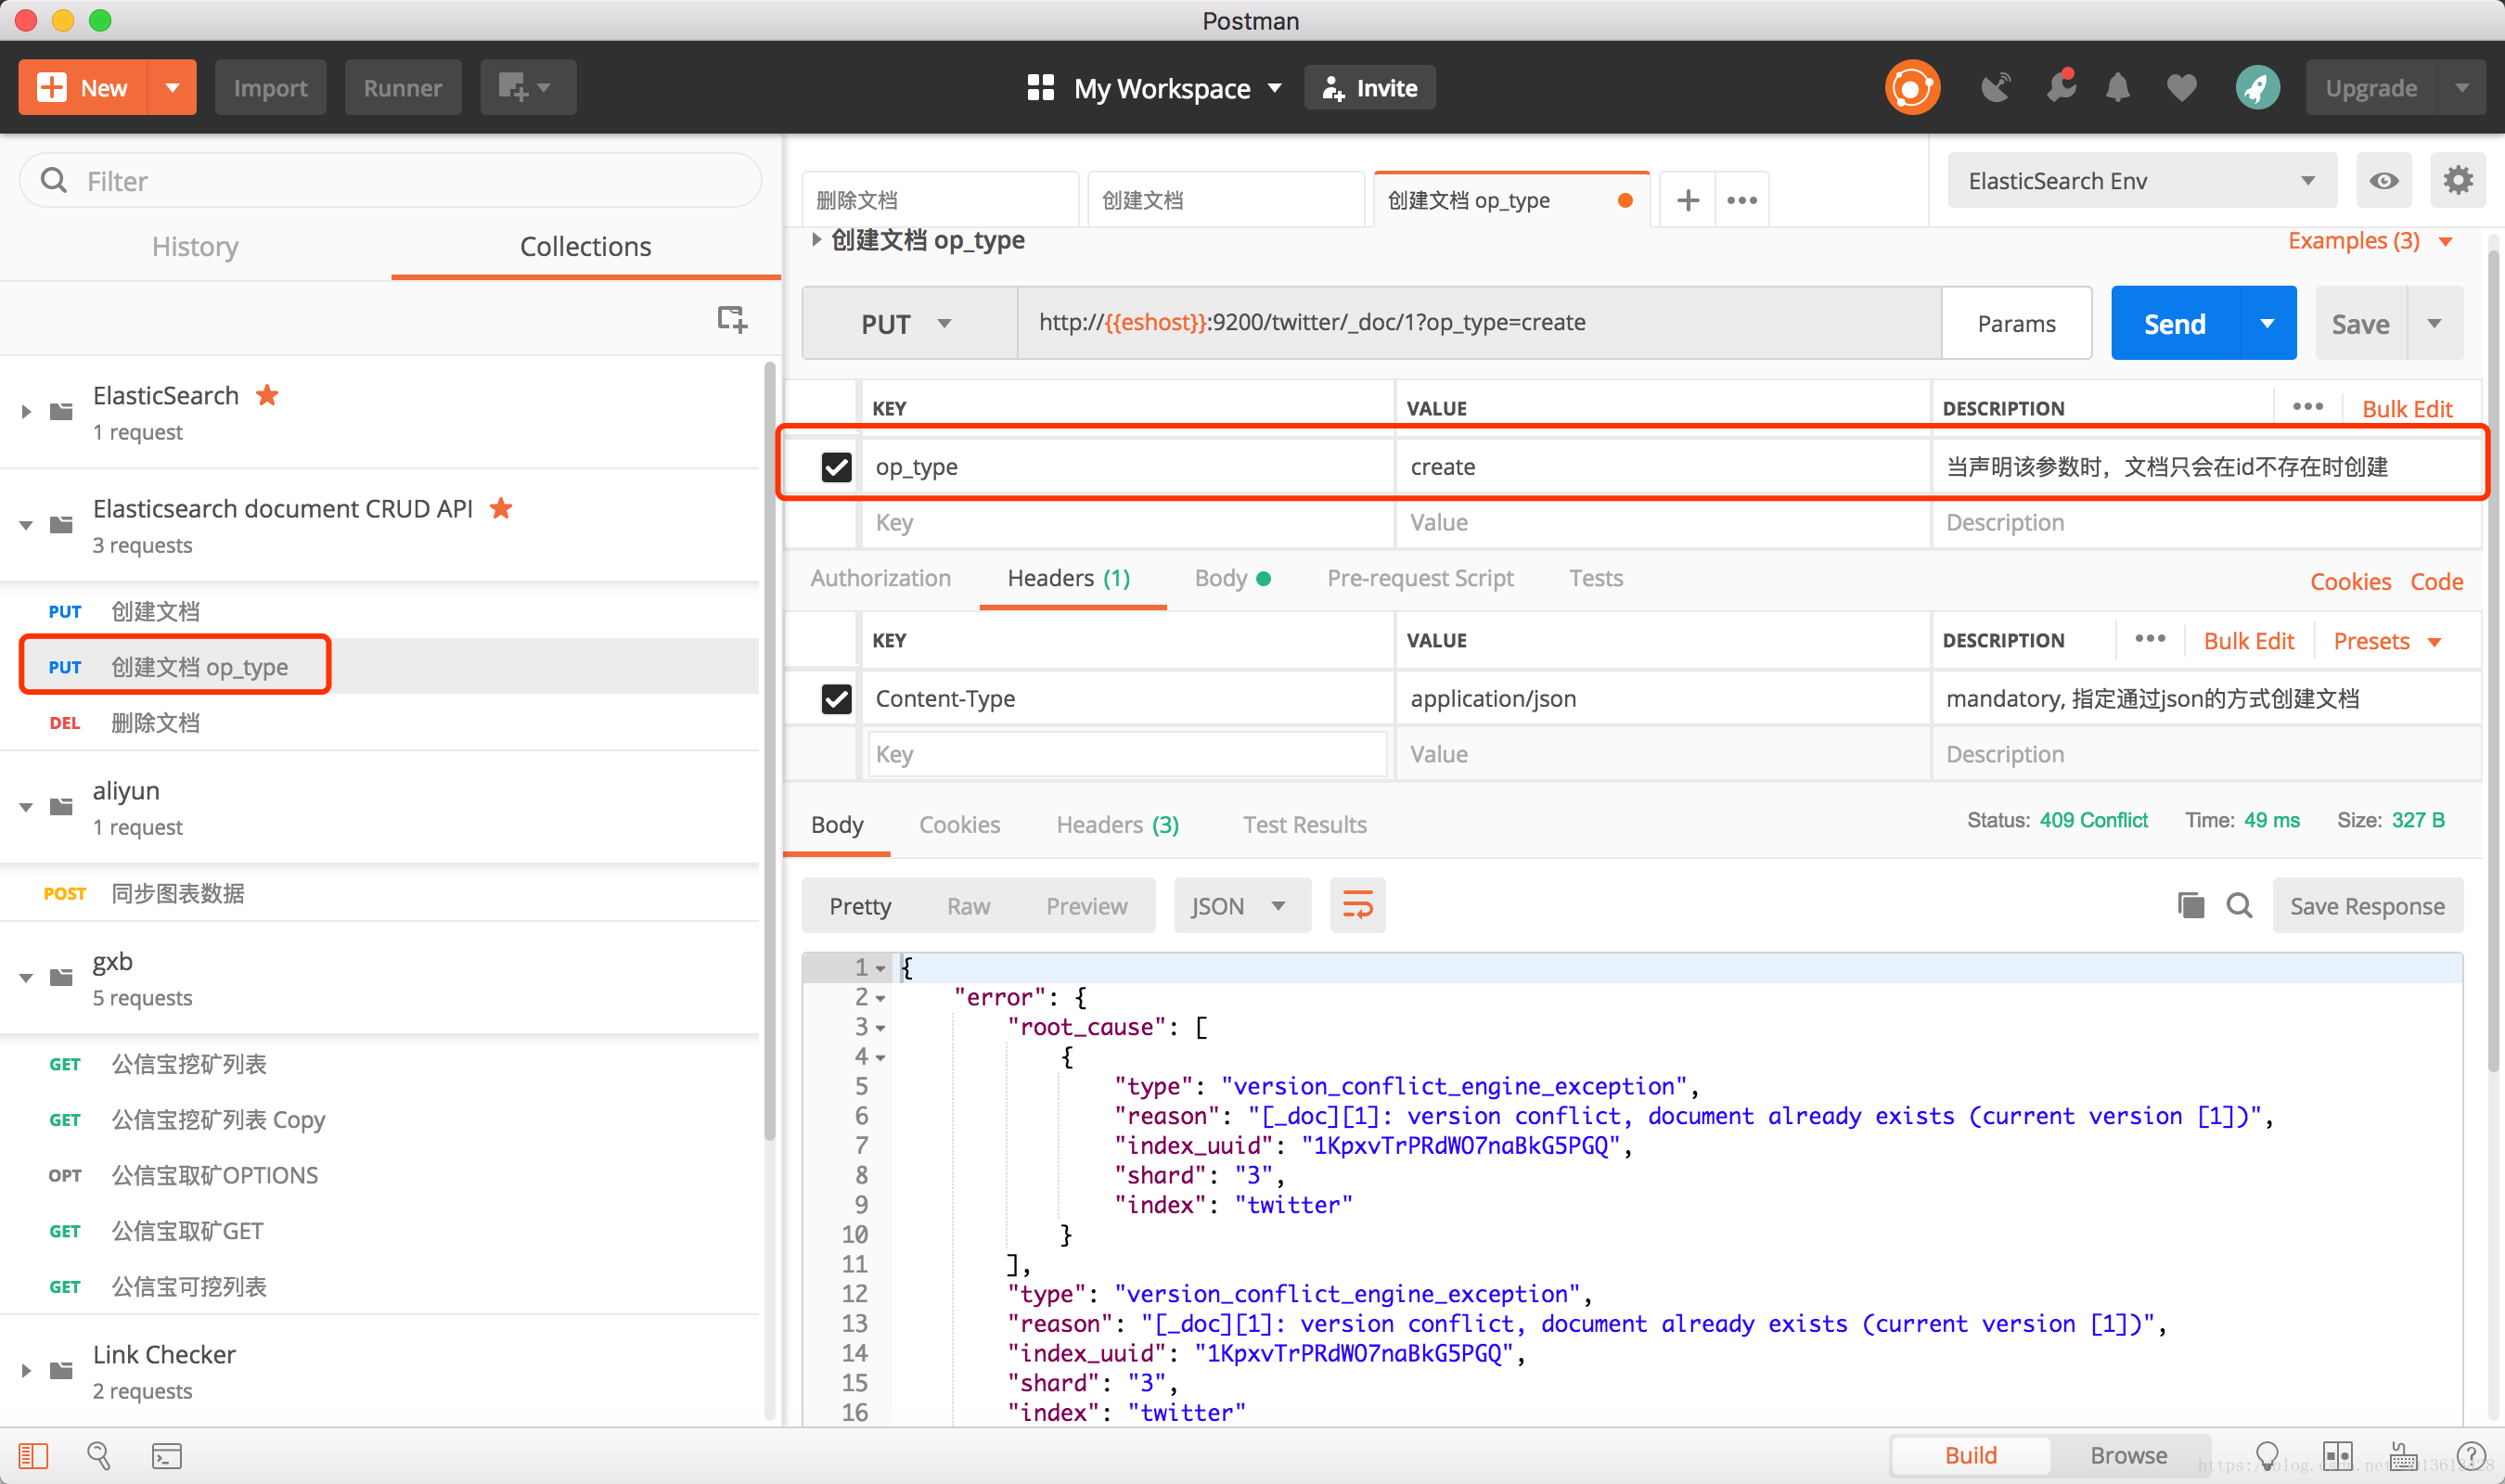 Postman
New
Import
Runner
My Workspace
Invite
Upgrade
Filter
History
Collections
ElasticSearch
1 request
Elasticsearch document CRUD API
3 requests
PUT 创建文档
PUT 创建文档 op_type
DEL 删除文档
aliyun
1 request
POST 同步图表数据
gxb
5 requests
GET 公信宝挖矿列表
GET 公信宝挖矿列表 Copy
OPT 公信宝取矿OPTIONS
GET 公信宝取矿GET
GET 公信宝可挖列表
Link Checker
2 requests
删除文档
创建文档
创建文档 op_type
ElasticSearch Env
创建文档 op_type
Examples (3)
PUT
http://{{eshost}}:9200/twitter/_doc/1?op_type=create
Params
Send
Save
KEY VALUE DESCRIPTION Bulk Edit
op_type create 当声明该参数时，文档只会在id不存在时创建
Key Value Description
Authorization Headers (1) Body Pre-request Script Tests Cookies Code
KEY VALUE DESCRIPTION Bulk Edit Presets
Content-Type application/json mandatory, 指定通过json的方式创建文档
Key Value Description
Body Cookies Headers (3) Test Results Status: 409 Conflict Time: 49 ms Size: 327 B
Pretty Raw Preview JSON Save Response
1 {
2 "error": {
3 "root_cause": [
4 {
5 "type": "version_conflict_engine_exception",
6 "reason": "[_doc][1]: version conflict, document already exists (current version [1])",
7 "index_uuid": "1KpxvTrPRdWO7naBkG5PGQ",
8 "shard": "3",
9 "index": "twitter"
10 }
11 ],
12 "type": "version_conflict_engine_exception",
13 "reason": "[_doc][1]: version conflict, document already exists (current version [1])",
14 "index_uuid": "1KpxvTrPRdWO7naBkG5PGQ",
15 "shard": "3",
16 "index": "twitter"
Build Browse